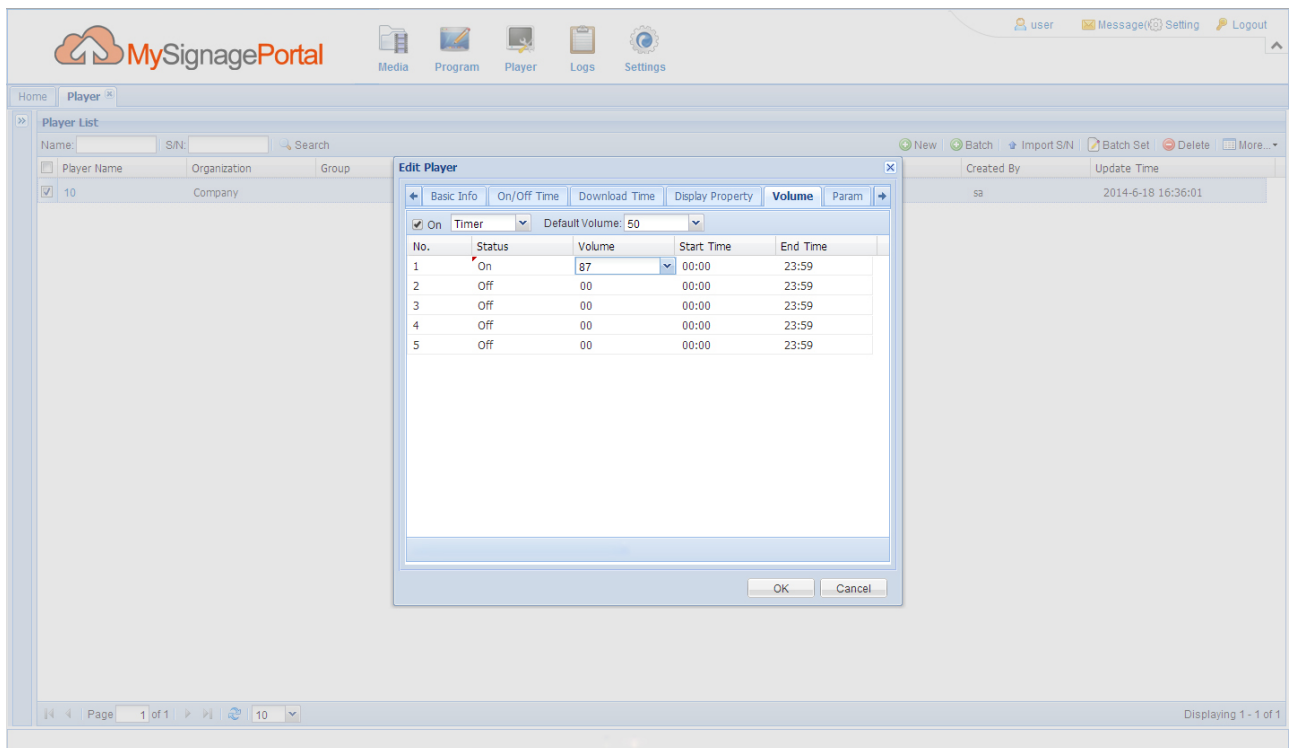 user Message( Setting Logout
MySignagePortal
Media Program Player Logs Settings
Home Player
Player List
Name: S/N: Search New Batch Import S/N Batch Set Delete More...
Player Name Organization Group Created By Update Time
10 Company sa 2014-6-18 16:36:01
Edit Player
Basic Info On/Off Time Download Time Display Property Volume Param
On Timer Default Volume: 50
No. Status Volume Start Time End Time
1 On 87 00:00 23:59
2 Off 00 00:00 23:59
3 Off 00 00:00 23:59
4 Off 00 00:00 23:59
5 Off 00 00:00 23:59
OK Cancel
Page 1 of 1 10 Displaying 1 - 1 of 1